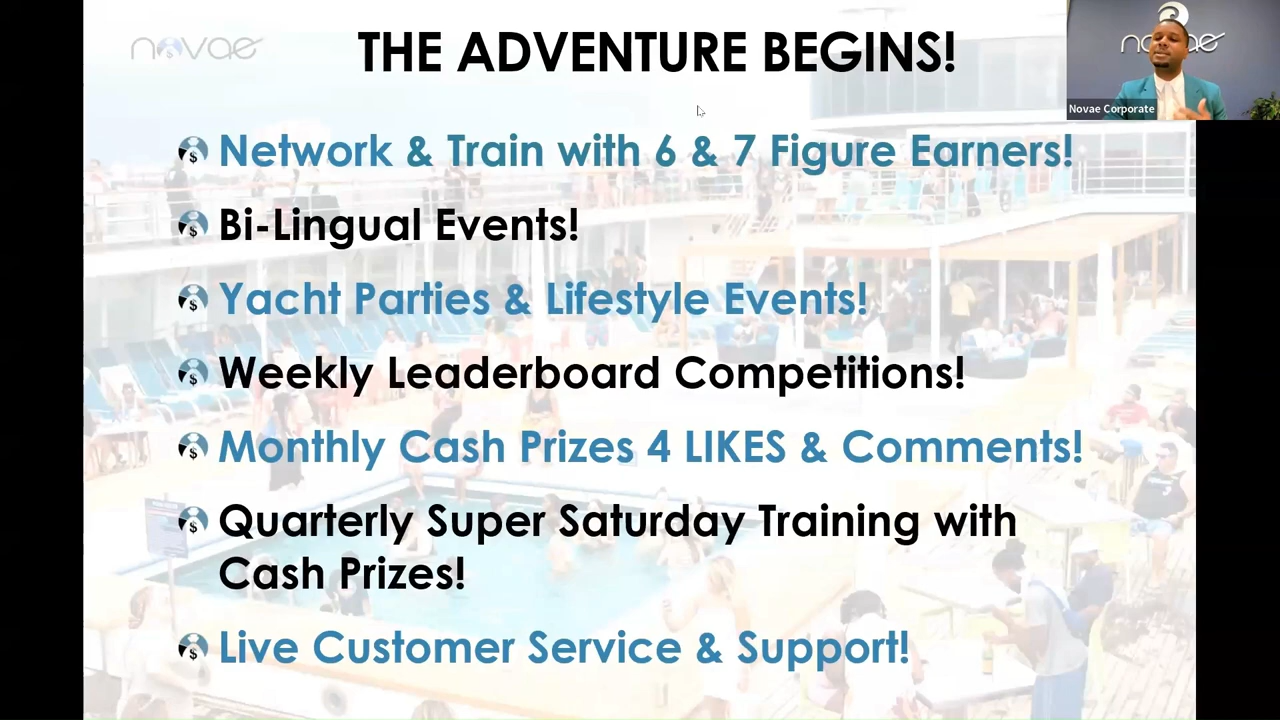 novae
THE ADVENTURE BEGINS!
novae
Novae Corporate
Network & Train with 6 & 7 Figure Earners!
Bi-Lingual Events!
Yacht Parties & Lifestyle Events!
Weekly Leaderboard Competitions!
Monthly Cash Prizes 4 LIKES & Comments!
Quarterly Super Saturday Training with
Cash Prizes!
Live Customer Service & Support!